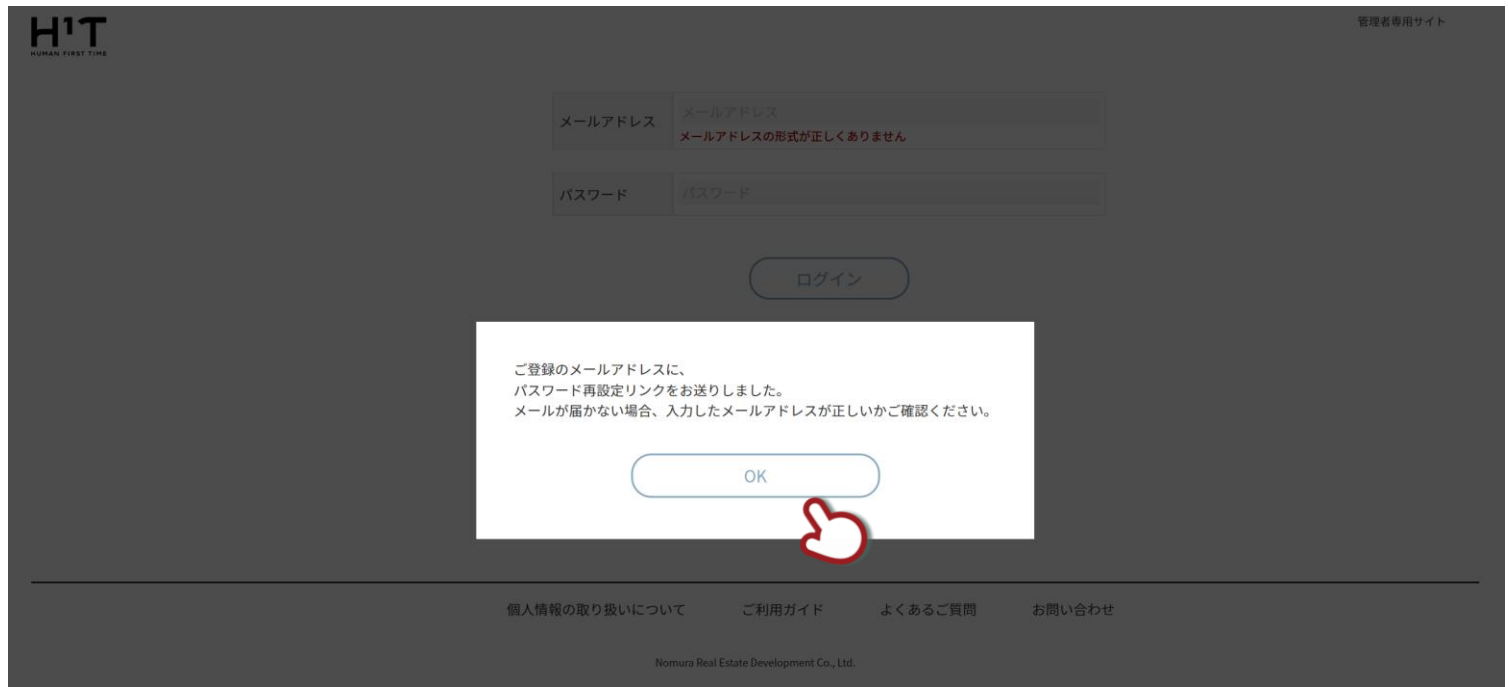 H¹T
HUMAN FIRST TIME
管理者専用サイト
メールアドレス
メールアドレス
メールアドレスの形式が正しくありません
パスワード
パスワード
ログイン
ご登録のメールアドレスに、
パスワード再設定リンクをお送りしました。
メールが届かない場合、入力したメールアドレスが正しいかご確認ください。
OK
個人情報の取り扱いについて ご利用ガイド よくあるご質問 お問い合わせ
Nomura Real Estate Development Co., Ltd.